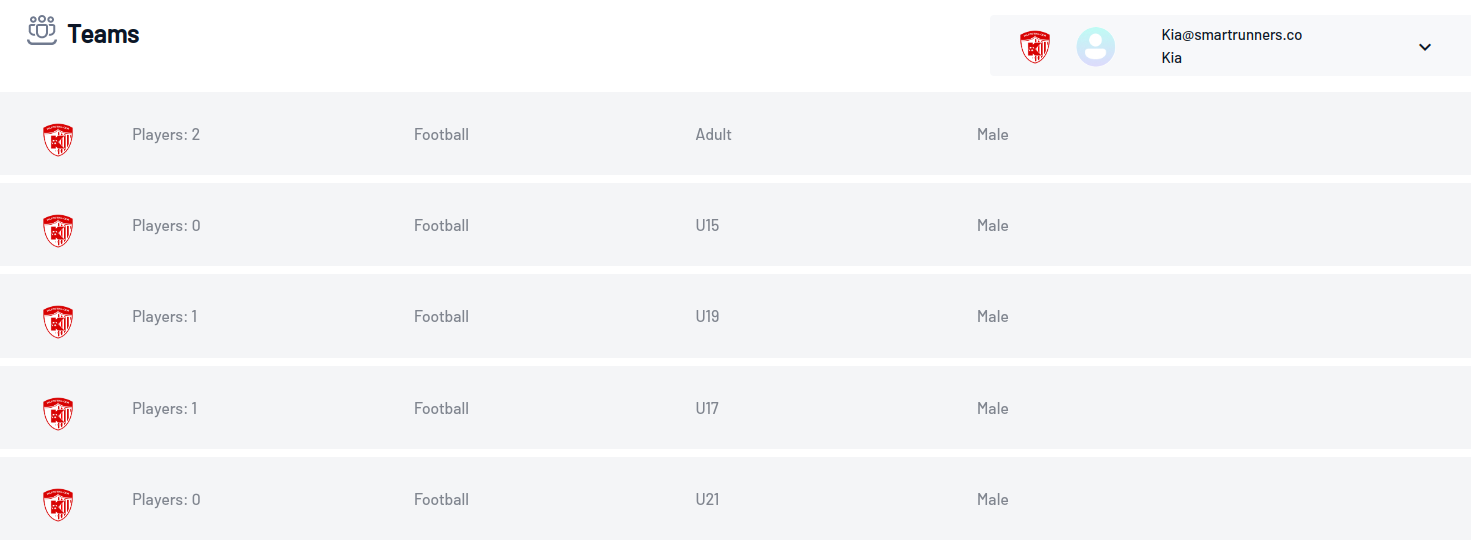 Teams
Kia@smartrunners.co
Kia
Players: 2 Football Adult Male
Players: 0 Football U15 Male
Players: 1 Football U19 Male
Players: 1 Football U17 Male
Players: 0 Football U21 Male